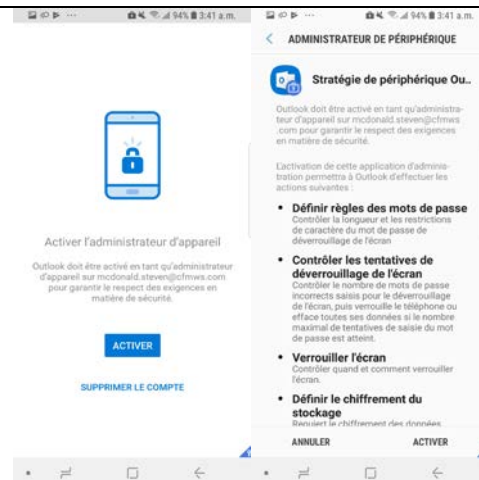 94% 3:41 a.m.
Activer l'administrateur d'appareil
Outlook doit être activé en tant qu'administrateur
d'appareil sur mcdonald.steven@cfmws.com
pour garantir le respect des exigences en
matière de sécurité.
ACTIVER
SUPPRIMER LE COMPTE
94% 3:41 a.m.
ADMINISTRATEUR DE PÉRIPHÉRIQUE
Stratégie de périphérique Ou..
Outlook doit être activé en tant qu'administra-
teur d'appareil sur mcdonald.steven@cfmws
.com pour garantir le respect des exigences
en matière de sécurité.
L'activation de cette application d'adminis-
tration permettra à Outlook d'effectuer les
actions suivantes :
• Définir règles des mots de passe
Contrôler la longueur et les restrictions
de caractère du mot de passe de
déverrouillage de l'écran
• Contrôler les tentatives de
déverrouillage de l'écran
Contrôler le nombre de mots de passe
incorrects saisis pour le déverrouillage
de l'écran, puis verrouille le téléphone ou
efface toutes ses données si le nombre
maximal de tentatives de saisie du mot
de passe est atteint.
• Verrouiller l'écran
Contrôler quand et comment verrouiller
l'écran.
• Définir le chiffrement du
stockage
Requiert le chiffrement des données
ANNULER ACTIVER